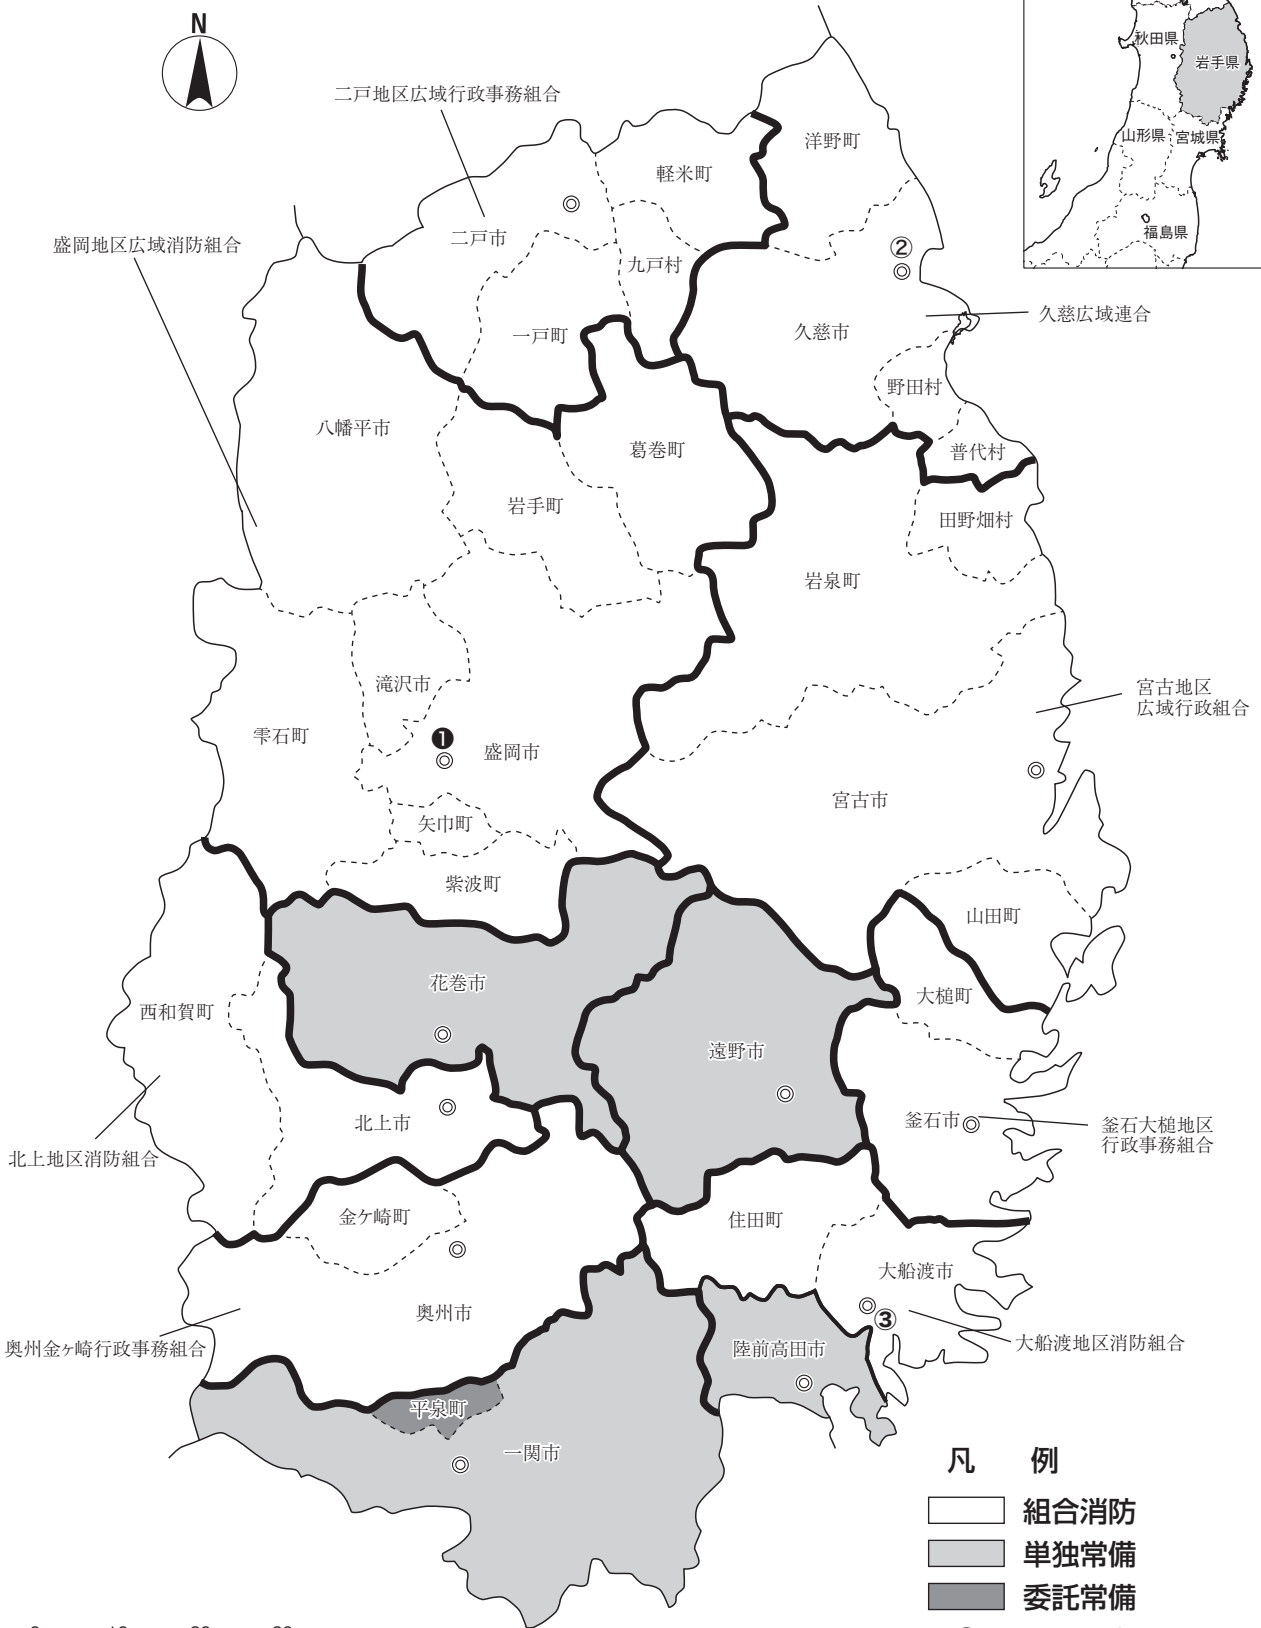 N
秋田県
岩手県
山形県
宮城県
福島県
二戸地区広域行政事務組合
洋野町
軽米町
盛岡地区広域消防組合
二戸市
九戸村
②
久慈広域連合
一戸町
久慈市
野田村
八幡平市
葛巻町
普代村
岩手町
田野畑村
岩泉町
滝沢市
宮古地区
広域行政組合
雫石町
❶
盛岡市
宮古市
矢巾町
紫波町
山田町
花巻市
大槌町
西和賀町
遠野市
北上市
釜石市
釜石大槌地区
行政事務組合
北上地区消防組合
金ケ崎町
住田町
大船渡市
奥州市
③
奥州金ヶ崎行政事務組合
大船渡地区消防組合
陸前高田市
平泉町
一関市
凡 例
組合消防
単独常備
委託常備